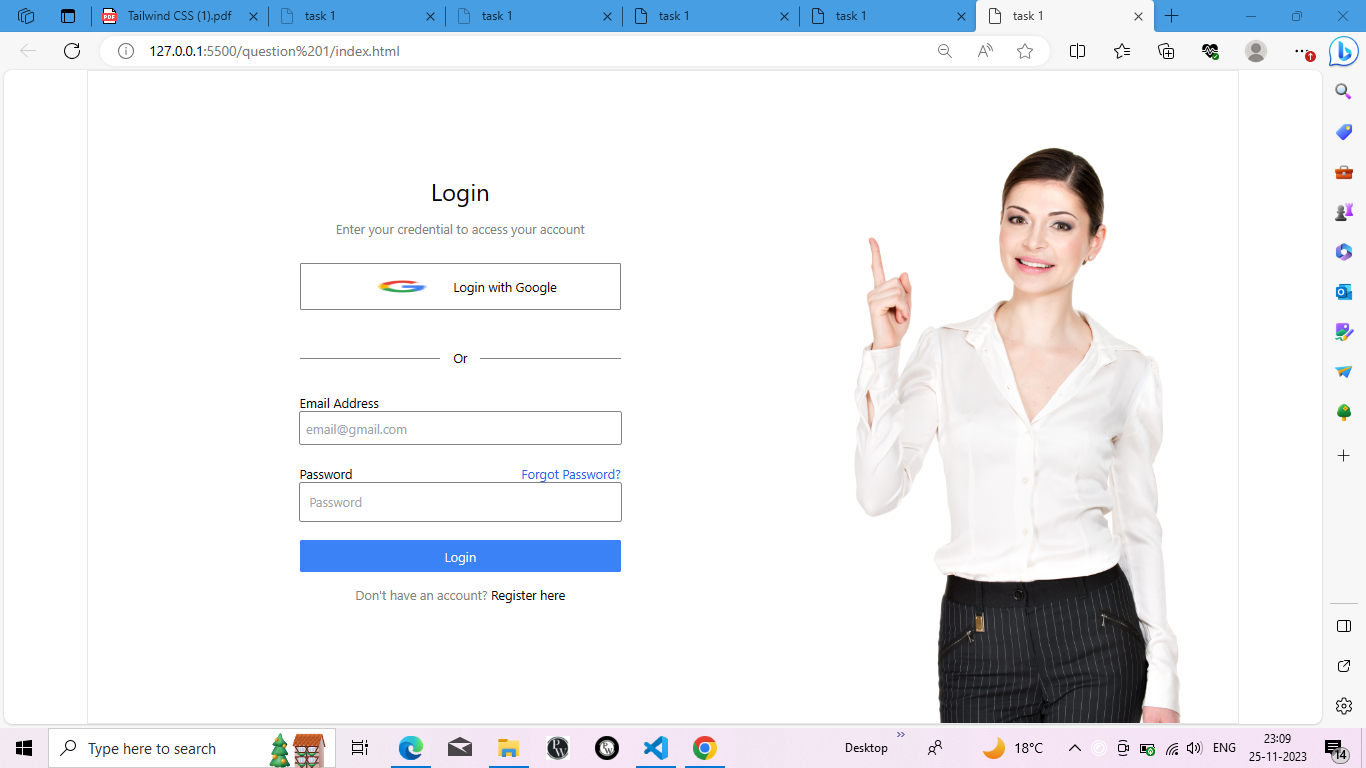 Tailwind CSS (1).pdf
task 1
task 1
task 1
task 1
task 1
127.0.0.1:5500/question%201/index.html
Login
Enter your credential to access your account
Login with Google
Or
Email Address
email@gmail.com
Password Forgot Password?
Password
Login
Don't have an account? Register here
Type here to search
Desktop
18°C
ENG
23:09
25-11-2023
14